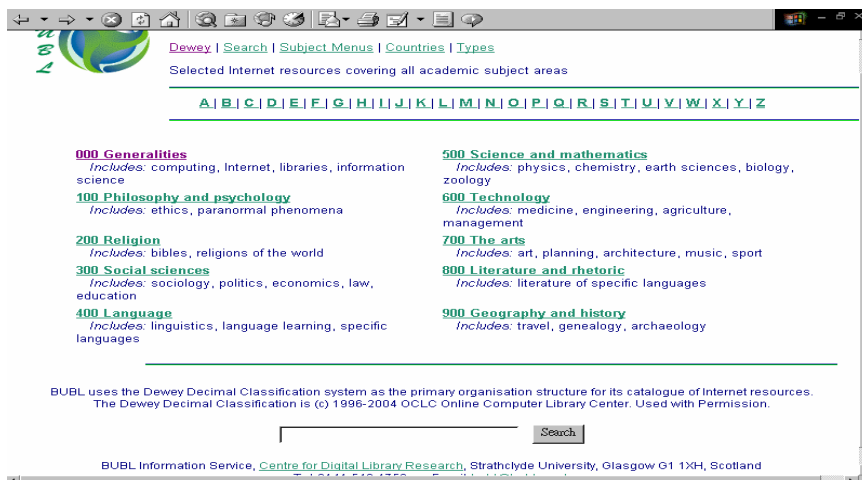 U
B
L
Dewey | Search | Subject Menus | Countries | Types
Selected Internet resources covering all academic subject areas
A | B | C | D | E | F | G | H | I | J | K | L | M | N | O | P | Q | R | S | T | U | V | W | X | Y | Z
000 Generalities
Includes: computing, Internet, libraries, information
science
100 Philosophy and psychology
Includes: ethics, paranormal phenomena
200 Religion
Includes: bibles, religions of the world
300 Social sciences
Includes: sociology, politics, economics, law,
education
400 Language
Includes: linguistics, language learning, specific
languages
500 Science and mathematics
Includes: physics, chemistry, earth sciences, biology,
zoology
600 Technology
Includes: medicine, engineering, agriculture,
management
700 The arts
Includes: art, planning, architecture, music, sport
800 Literature and rhetoric
Includes: literature of specific languages
900 Geography and history
Includes: travel, genealogy, archaeology
BUBL uses the Dewey Decimal Classification system as the primary organisation structure for its catalogue of Internet resources.
The Dewey Decimal Classification is (c) 1996-2004 OCLC Online Computer Library Center. Used with Permission.
Search
BUBL Information Service, Centre for Digital Library Research, Strathclyde University, Glasgow G1 1XH, Scotland